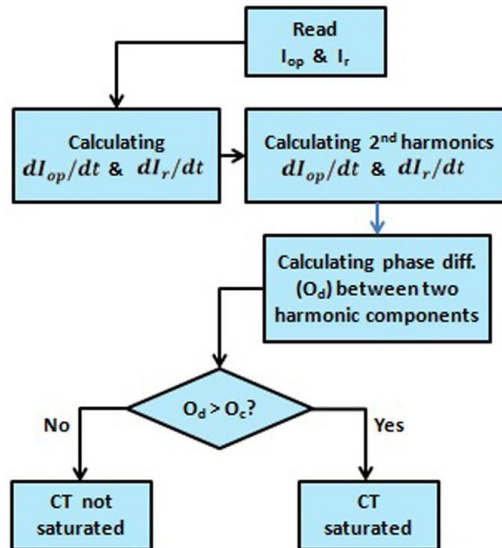 Read
Iop & Ir
Calculating
dIop/dt & dIr/dt
Calculating 2nd harmonics
dIop/dt & dIr/dt
Calculating phase diff.
(Od) between two
harmonic components
Od > Oc?
No
Yes
CT not
saturated
CT
saturated